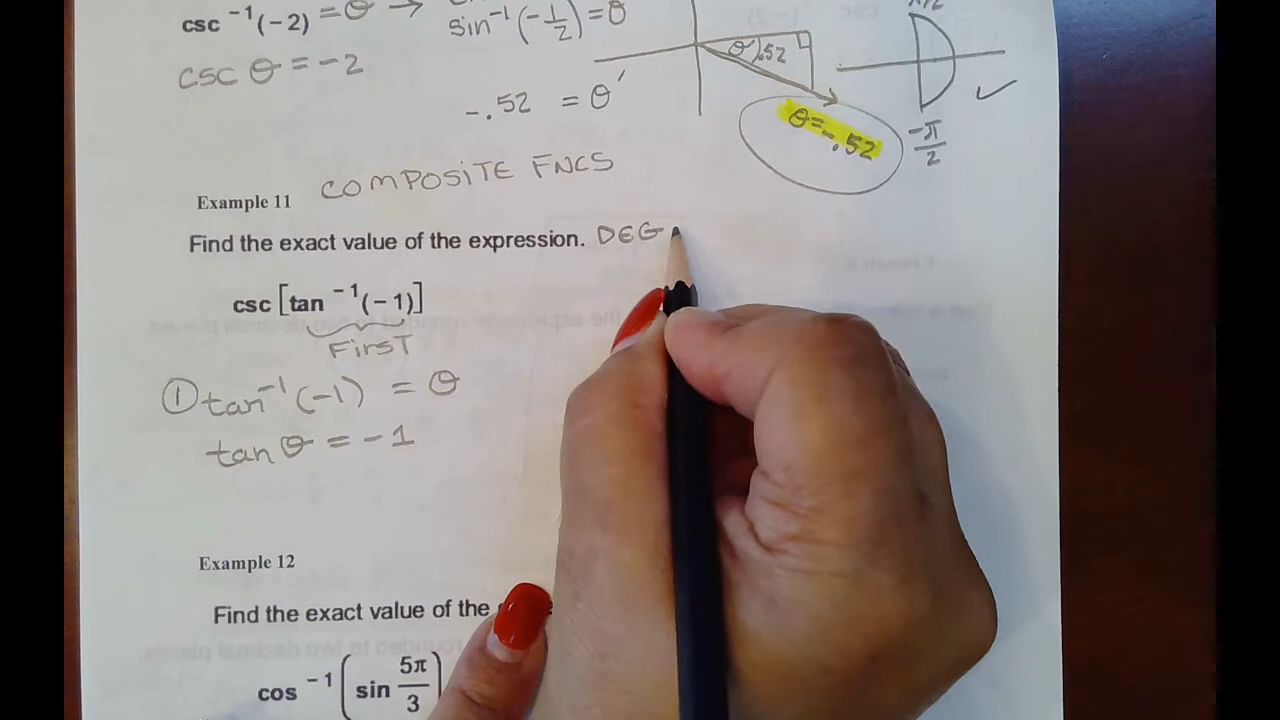 csc ⁻¹(-2) = θ →
sin⁻¹(-1/2) = θ
csc θ = -2
-.52 = θ′
θ′ .52
θ = -.52
π/2
-π/2
COMPOSITE FNCS
Example 11
Find the exact value of the expression. DEG
csc [tan ⁻¹(-1)]
First
① tan⁻¹(-1) = θ
tan θ = -1
Example 12
Find the exact value of the
cos ⁻¹(sin 5π/3)